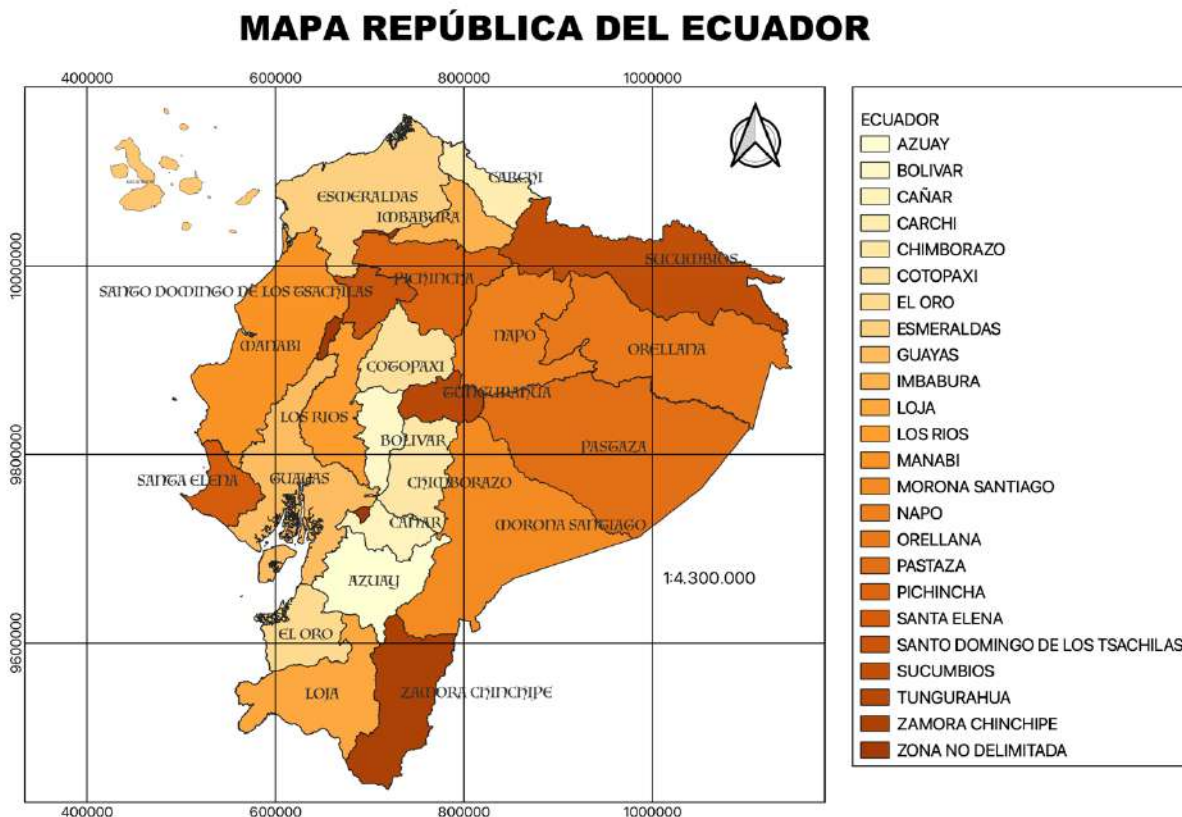 MAPA REPÚBLICA DEL ECUADOR
400000 600000 800000 1000000
ECUADOR
AZUAY
BOLIVAR
CAÑAR
CARCHI
CHIMBORAZO
COTOPAXI
EL ORO
ESMERALDAS
GUAYAS
IMBABURA
LOJA
LOS RIOS
MANABI
MORONA SANTIAGO
NAPO
ORELLANA
PASTAZA
PICHINCHA
SANTA ELENA
SANTO DOMINGO DE LOS TSACHILAS
SUCUMBIOS
TUNGURAHUA
ZAMORA CHINCHIPE
ZONA NO DELIMITADA
CARCHI
ESMERALDAS
IMBABURA
10000000
SUCUMBIOS
PICHINCHA
SANTO DOMINGO DE LOS TSACHILAS
NAPO
MANABI
ORELLANA
COTOPAXI
TUNGURAHUA
LOS RIOS
BOLIVAR
PASTAZA
9800000
SANTA ELENA
GUAYAS
CHIMBORAZO
CAÑAR
MORONA SANTIAGO
AZUAY
1:4.300.000
EL ORO
9600000
LOJA
ZAMORA CHINCHIPE
400000 600000 800000 1000000